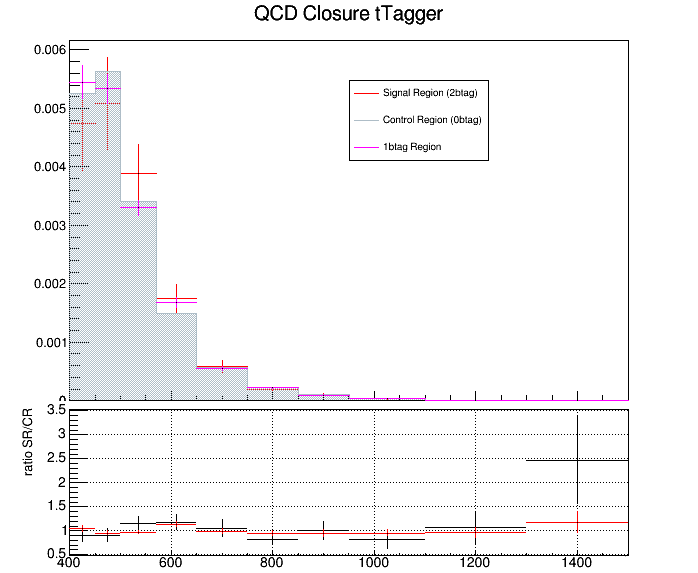 QCD Closure tTagger
0.006
0.005
0.004
0.003
0.002
0.001
0
Signal Region (2btag)
Control Region (0btag)
1btag Region
ratio SR/CR
3.5
3
2.5
2
1.5
1
0.5
400 600 800 1000 1200 1400